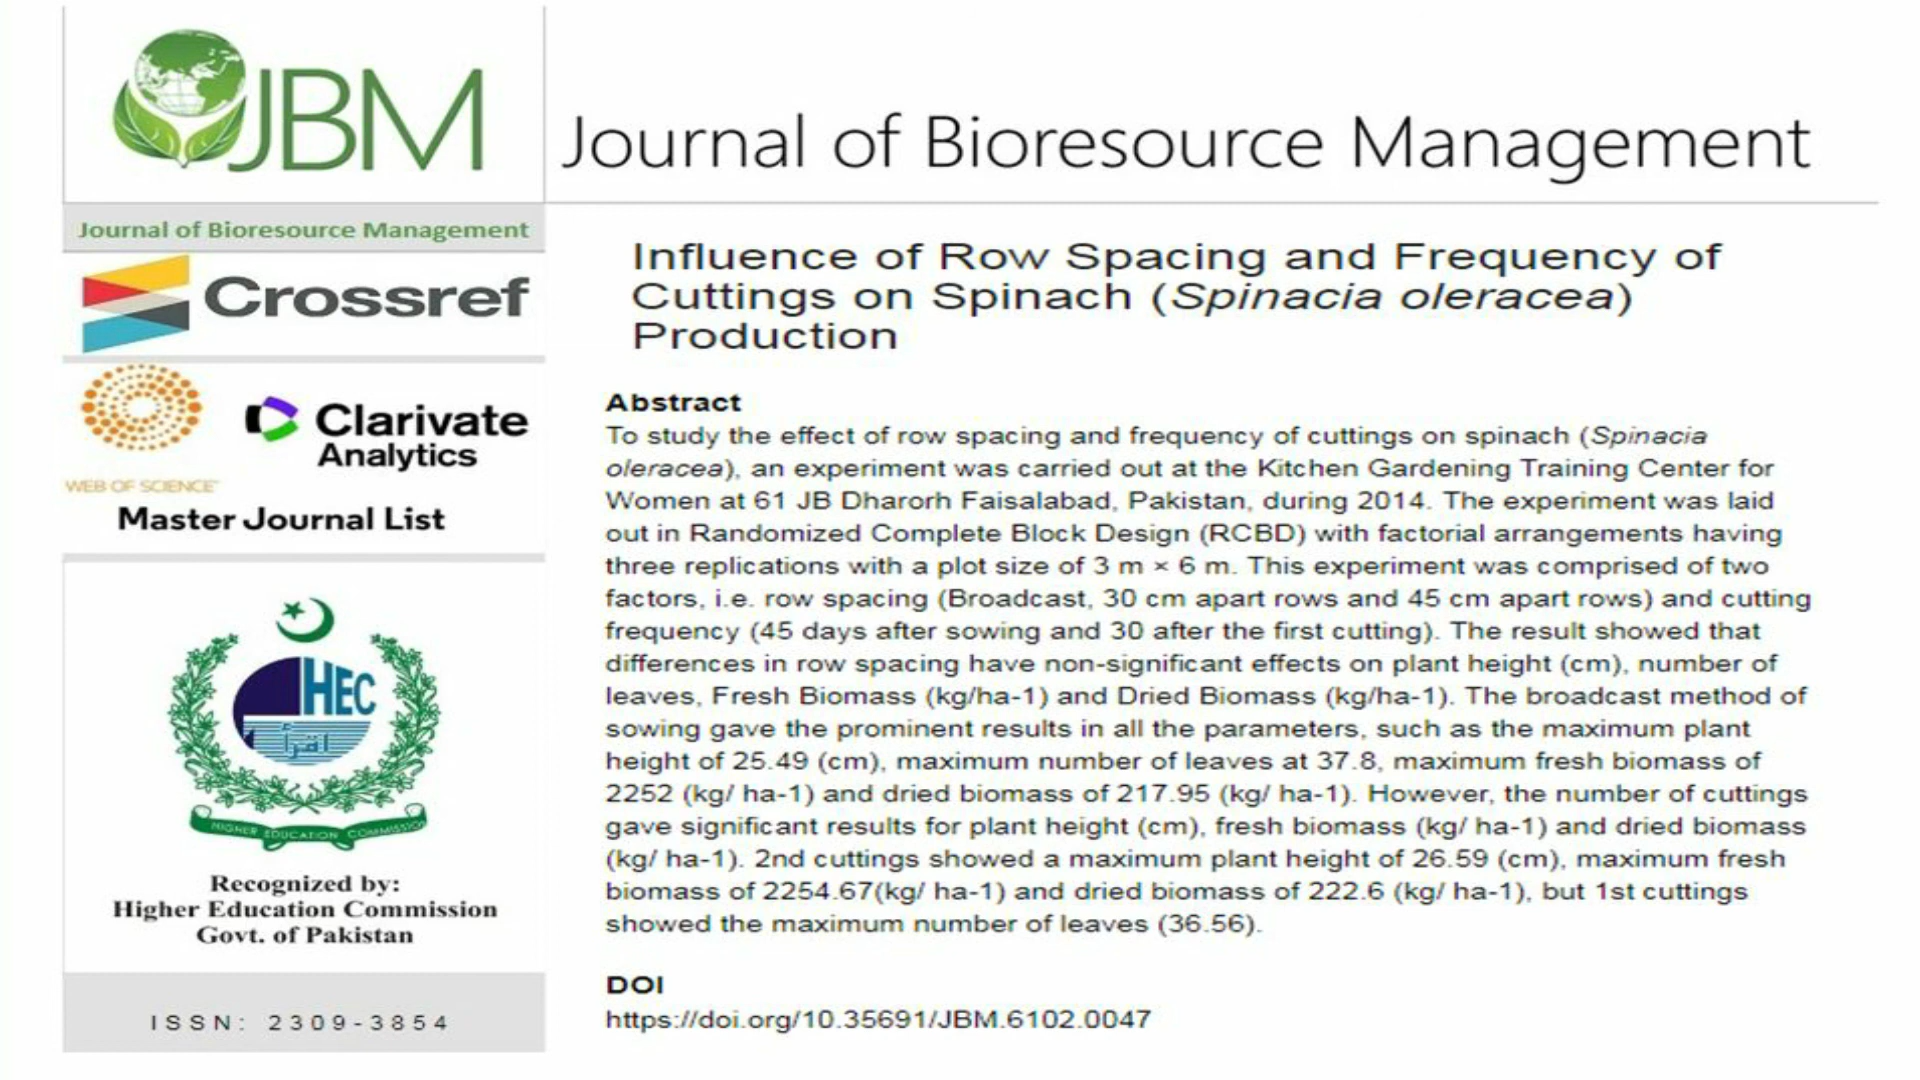 JBM
Journal of Bioresource Management
Journal of Bioresource Management
Crossref
WEB OF SCIENCE™
Clarivate
Analytics
Master Journal List
HEC
اقرأ
HIGHER EDUCATION COMMISSION
Recognized by:
Higher Education Commission
Govt. of Pakistan
ISSN: 2309-3854
Influence of Row Spacing and Frequency of
Cuttings on Spinach (Spinacia oleracea)
Production
Abstract
To study the effect of row spacing and frequency of cuttings on spinach (Spinacia
oleracea), an experiment was carried out at the Kitchen Gardening Training Center for
Women at 61 JB Dharorh Faisalabad, Pakistan, during 2014. The experiment was laid
out in Randomized Complete Block Design (RCBD) with factorial arrangements having
three replications with a plot size of 3 m × 6 m. This experiment was comprised of two
factors, i.e. row spacing (Broadcast, 30 cm apart rows and 45 cm apart rows) and cutting
frequency (45 days after sowing and 30 after the first cutting). The result showed that
differences in row spacing have non-significant effects on plant height (cm), number of
leaves, Fresh Biomass (kg/ha-1) and Dried Biomass (kg/ha-1). The broadcast method of
sowing gave the prominent results in all the parameters, such as the maximum plant
height of 25.49 (cm), maximum number of leaves at 37.8, maximum fresh biomass of
2252 (kg/ ha-1) and dried biomass of 217.95 (kg/ ha-1). However, the number of cuttings
gave significant results for plant height (cm), fresh biomass (kg/ ha-1) and dried biomass
(kg/ ha-1). 2nd cuttings showed a maximum plant height of 26.59 (cm), maximum fresh
biomass of 2254.67(kg/ ha-1) and dried biomass of 222.6 (kg/ ha-1), but 1st cuttings
showed the maximum number of leaves (36.56).
DOI
https://doi.org/10.35691/JBM.6102.0047